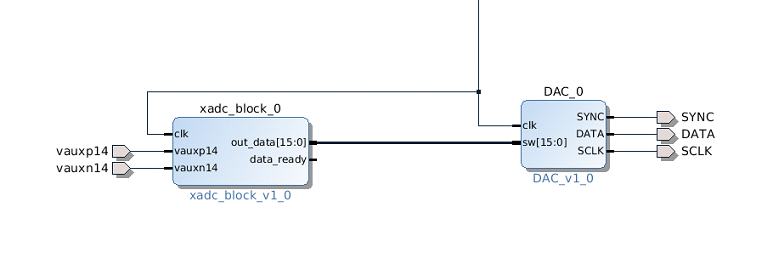 xadc_block_0
clk
vauxp14
vauxp14
vauxn14
vauxn14
out_data[15:0]
data_ready
xadc_block_v1_0
DAC_0
clk
sw[15:0]
SYNC
DATA
SCLK
SYNC
DATA
SCLK
DAC_v1_0